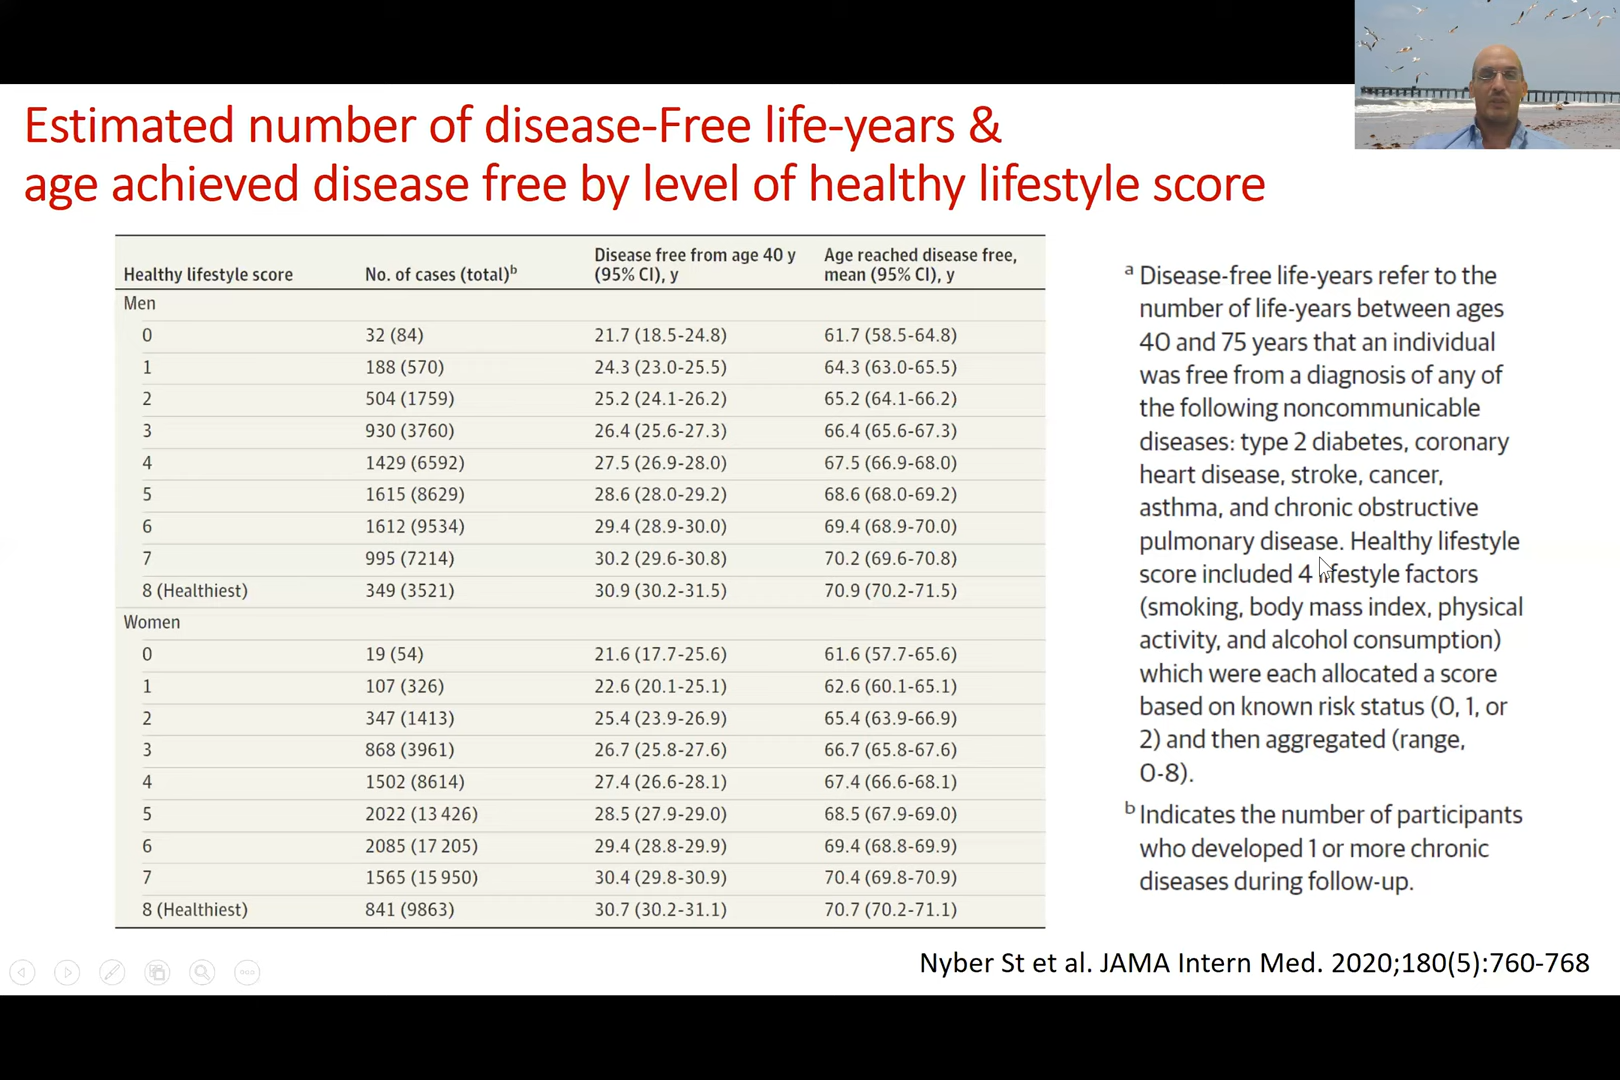 Estimated number of disease-Free life-years &
age achieved disease free by level of healthy lifestyle score
Healthy lifestyle score No. of cases (total)b Disease free from age 40 y (95% CI), y Age reached disease free, mean (95% CI), y
Men
0 32 (84) 21.7 (18.5-24.8) 61.7 (58.5-64.8)
1 188 (570) 24.3 (23.0-25.5) 64.3 (63.0-65.5)
2 504 (1759) 25.2 (24.1-26.2) 65.2 (64.1-66.2)
3 930 (3760) 26.4 (25.6-27.3) 66.4 (65.6-67.3)
4 1429 (6592) 27.5 (26.9-28.0) 67.5 (66.9-68.0)
5 1615 (8629) 28.6 (28.0-29.2) 68.6 (68.0-69.2)
6 1612 (9534) 29.4 (28.9-30.0) 69.4 (68.9-70.0)
7 995 (7214) 30.2 (29.6-30.8) 70.2 (69.6-70.8)
8 (Healthiest) 349 (3521) 30.9 (30.2-31.5) 70.9 (70.2-71.5)
Women
0 19 (54) 21.6 (17.7-25.6) 61.6 (57.7-65.6)
1 107 (326) 22.6 (20.1-25.1) 62.6 (60.1-65.1)
2 347 (1413) 25.4 (23.9-26.9) 65.4 (63.9-66.9)
3 868 (3961) 26.7 (25.8-27.6) 66.7 (65.8-67.6)
4 1502 (8614) 27.4 (26.6-28.1) 67.4 (66.6-68.1)
5 2022 (13 426) 28.5 (27.9-29.0) 68.5 (67.9-69.0)
6 2085 (17 205) 29.4 (28.8-29.9) 69.4 (68.8-69.9)
7 1565 (15 950) 30.4 (29.8-30.9) 70.4 (69.8-70.9)
8 (Healthiest) 841 (9863) 30.7 (30.2-31.1) 70.7 (70.2-71.1)
a Disease-free life-years refer to the
number of life-years between ages
40 and 75 years that an individual
was free from a diagnosis of any of
the following noncommunicable
diseases: type 2 diabetes, coronary
heart disease, stroke, cancer,
asthma, and chronic obstructive
pulmonary disease. Healthy lifestyle
score included 4 lifestyle factors
(smoking, body mass index, physical
activity, and alcohol consumption)
which were each allocated a score
based on known risk status (0, 1, or
2) and then aggregated (range,
0-8).
b Indicates the number of participants
who developed 1 or more chronic
diseases during follow-up.
Nyber St et al. JAMA Intern Med. 2020;180(5):760-768